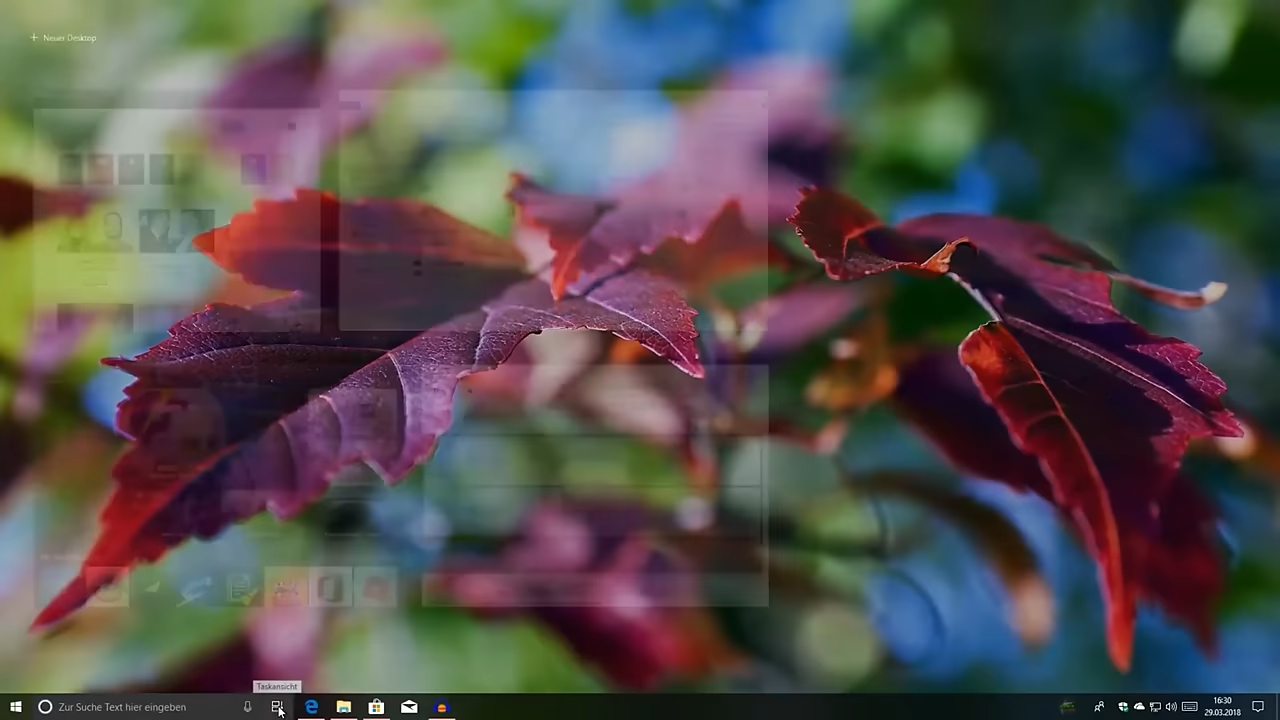 Neuer Desktop
Taskansicht
Zur Suche Text hier eingeben
16:30
29.03.2018